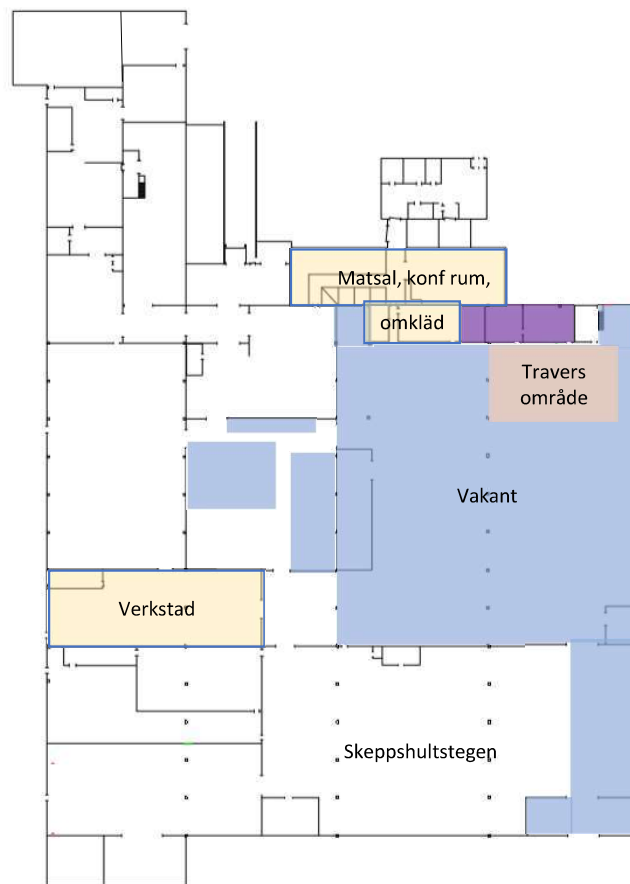 Matsal, konf rum,
omkläd
Travers
område
Vakant
Verkstad
Skeppshultstegen